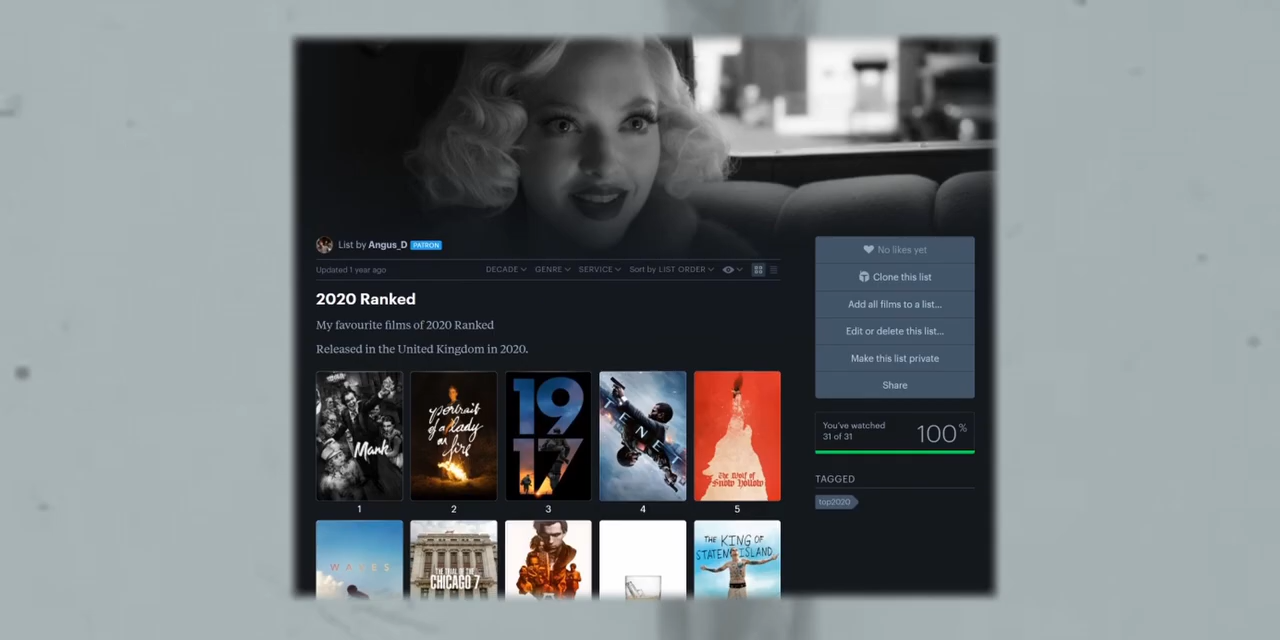 List by Angus_D PATRON
Updated 1 year ago
DECADE GENRE SERVICE Sort by LIST ORDER
2020 Ranked
My favourite films of 2020 Ranked
Released in the United Kingdom in 2020.
Mank
portrait
of a lady
on fire
19
17
TENET
The Wolf of
Snow Hollow
1
2
3
4
5
WAVES
THE TRIAL OF THE
CHICAGO 7
THE KING OF
STATEN ISLAND
No likes yet
Clone this list
Add all films to a list...
Edit or delete this list...
Make this list private
Share
You've watched
31 of 31
100%
TAGGED
top2020